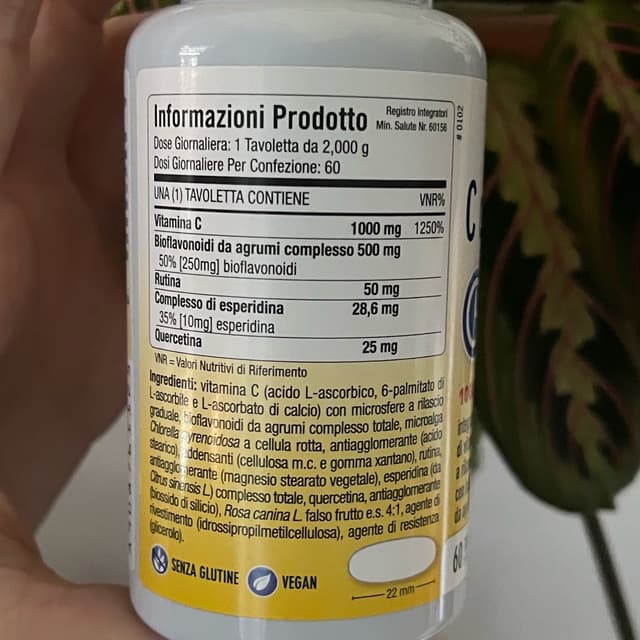 Informazioni Prodotto
Registro Integratori
Min. Salute Nr. 60156
# 0102
Dose Giornaliera: 1 Tavoletta da 2,000 g
Dosi Giornaliere Per Confezione: 60
UNA (1) TAVOLETTA CONTIENE VNR%
Vitamina C 1000 mg 1250%
Bioflavonoidi da agrumi complesso 500 mg
50% [250mg] bioflavonoidi
Rutina 50 mg
Complesso di esperidina 28,6 mg
35% [10mg] esperidina
Quercetina 25 mg
VNR = Valori Nutritivi di Riferimento
Ingredienti: vitamina C (acido L-ascorbico, 6-palmitato di
L-ascorbile e L-ascorbato di calcio) con microsfere a rilascio
graduale, bioflavonoidi da agrumi complesso totale, microalga
Chlorella pyrenoidosa a cellula rotta, antiagglomerante (acido
stearico), addensanti (cellulosa m.c. e gomma xantano), rutina,
antiagglomerante (magnesio stearato vegetale), esperidina (da
Citrus sinensis L.) complesso totale, quercetina, antiagglomerante
(biossido di silicio), Rosa canina L. falso frutto e.s. 4:1, agente di
rivestimento (idrossipropilmetilcellulosa), agente di resistenza
(glicerolo).
SENZA GLUTINE
VEGAN
22 mm
C
60